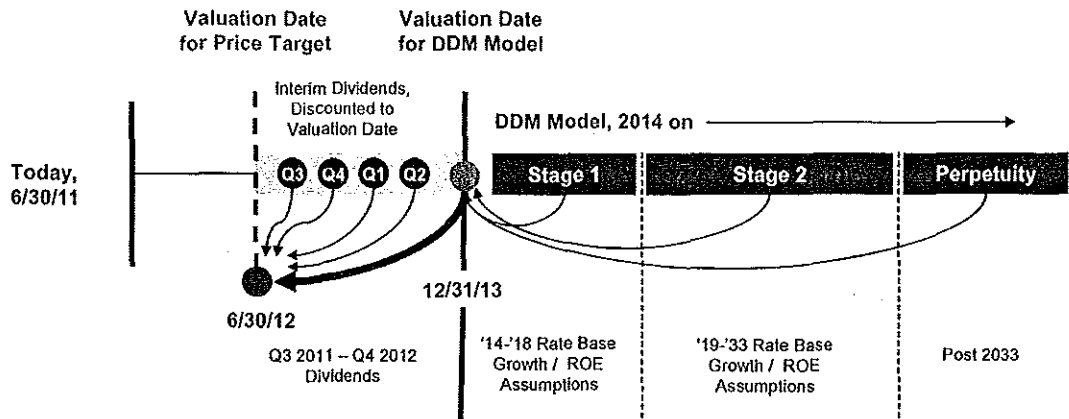 Valuation Date
for Price Target
Valuation Date
for DDM Model
Interim Dividends,
Discounted to
Valuation Date
DDM Model, 2014 on
Today,
6/30/11
Q3
Q4
Q1
Q2
Stage 1
Stage 2
Perpetuity
6/30/12
12/31/13
Q3 2011 – Q4 2012
Dividends
'14-'18 Rate Base
Growth / ROE
Assumptions
'19-'33 Rate Base
Growth / ROE
Assumptions
Post 2033